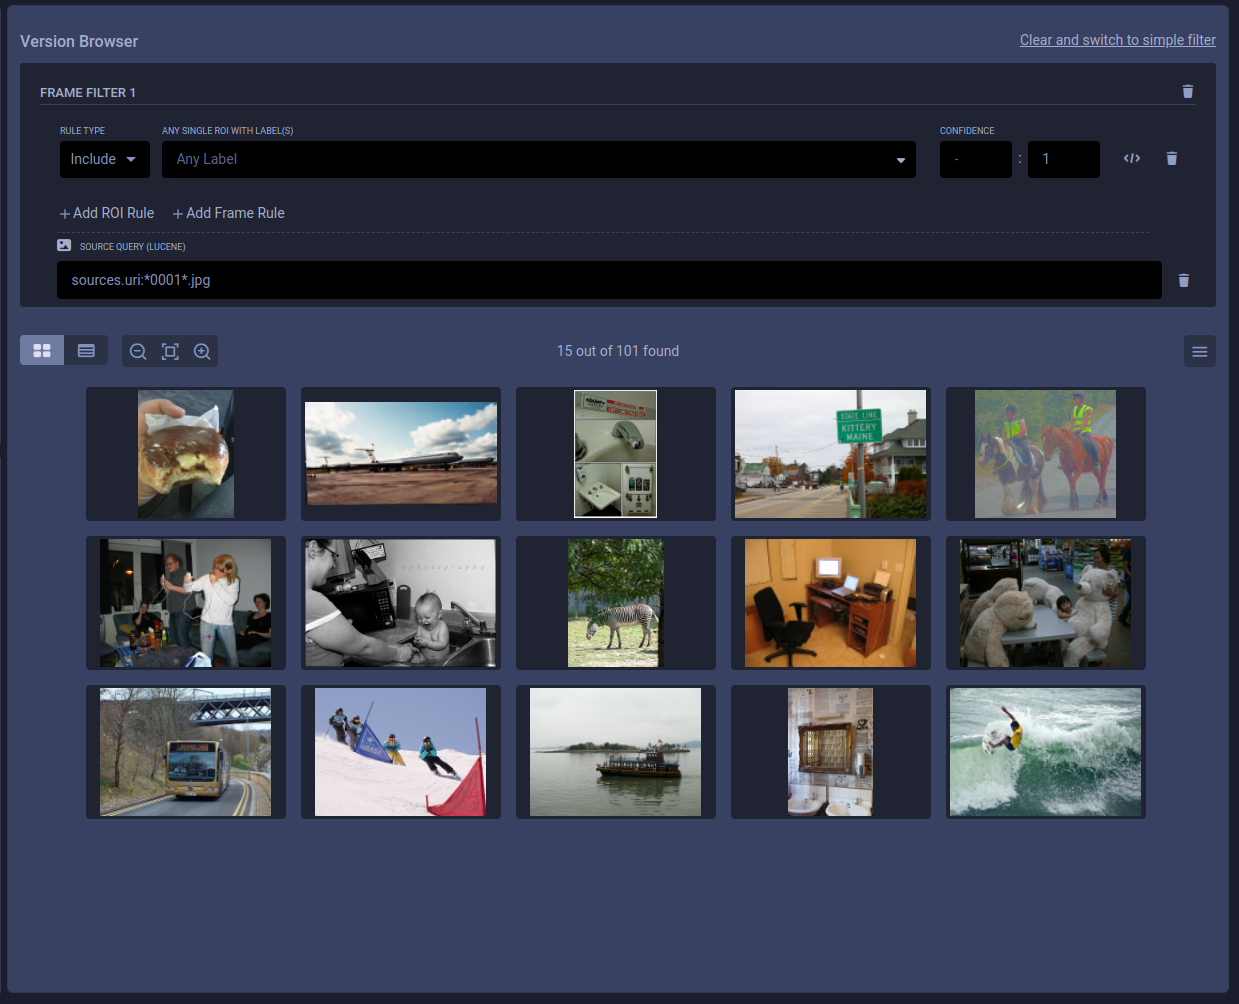 Version Browser
Clear and switch to simple filter
FRAME FILTER 1
RULE TYPE
ANY SINGLE ROI WITH LABEL(S)
CONFIDENCE
Include
Any Label
-
:
1
+ Add ROI Rule
+ Add Frame Rule
SOURCE QUERY (LUCENE)
sources.uri:*0001*.jpg
15 out of 101 found
COUNTY
STATE LINE
KITTERY
MAINE